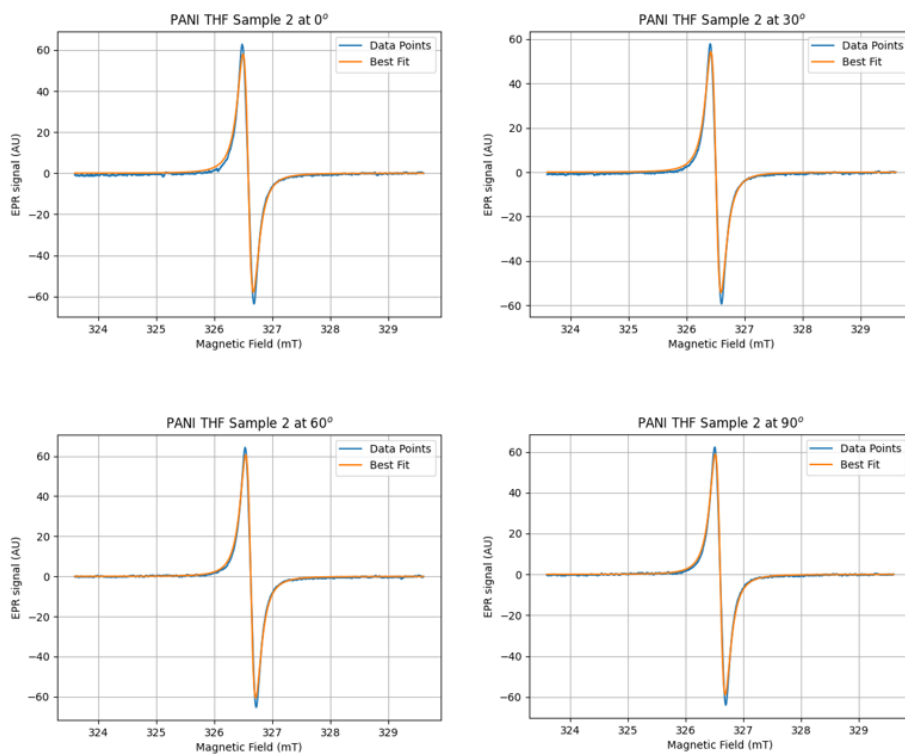 PANI THF Sample 2 at 0°
Data Points
Best Fit
EPR signal (AU)
60
40
20
0
−20
−40
−60
324 325 326 327 328 329
Magnetic Field (mT)
PANI THF Sample 2 at 30°
Data Points
Best Fit
EPR signal (AU)
60
40
20
0
−20
−40
−60
324 325 326 327 328 329
Magnetic Field (mT)
PANI THF Sample 2 at 60°
Data Points
Best Fit
EPR signal (AU)
60
40
20
0
−20
−40
−60
324 325 326 327 328 329
Magnetic Field (mT)
PANI THF Sample 2 at 90°
Data Points
Best Fit
EPR signal (AU)
60
40
20
0
−20
−40
−60
324 325 326 327 328 329
Magnetic Field (mT)